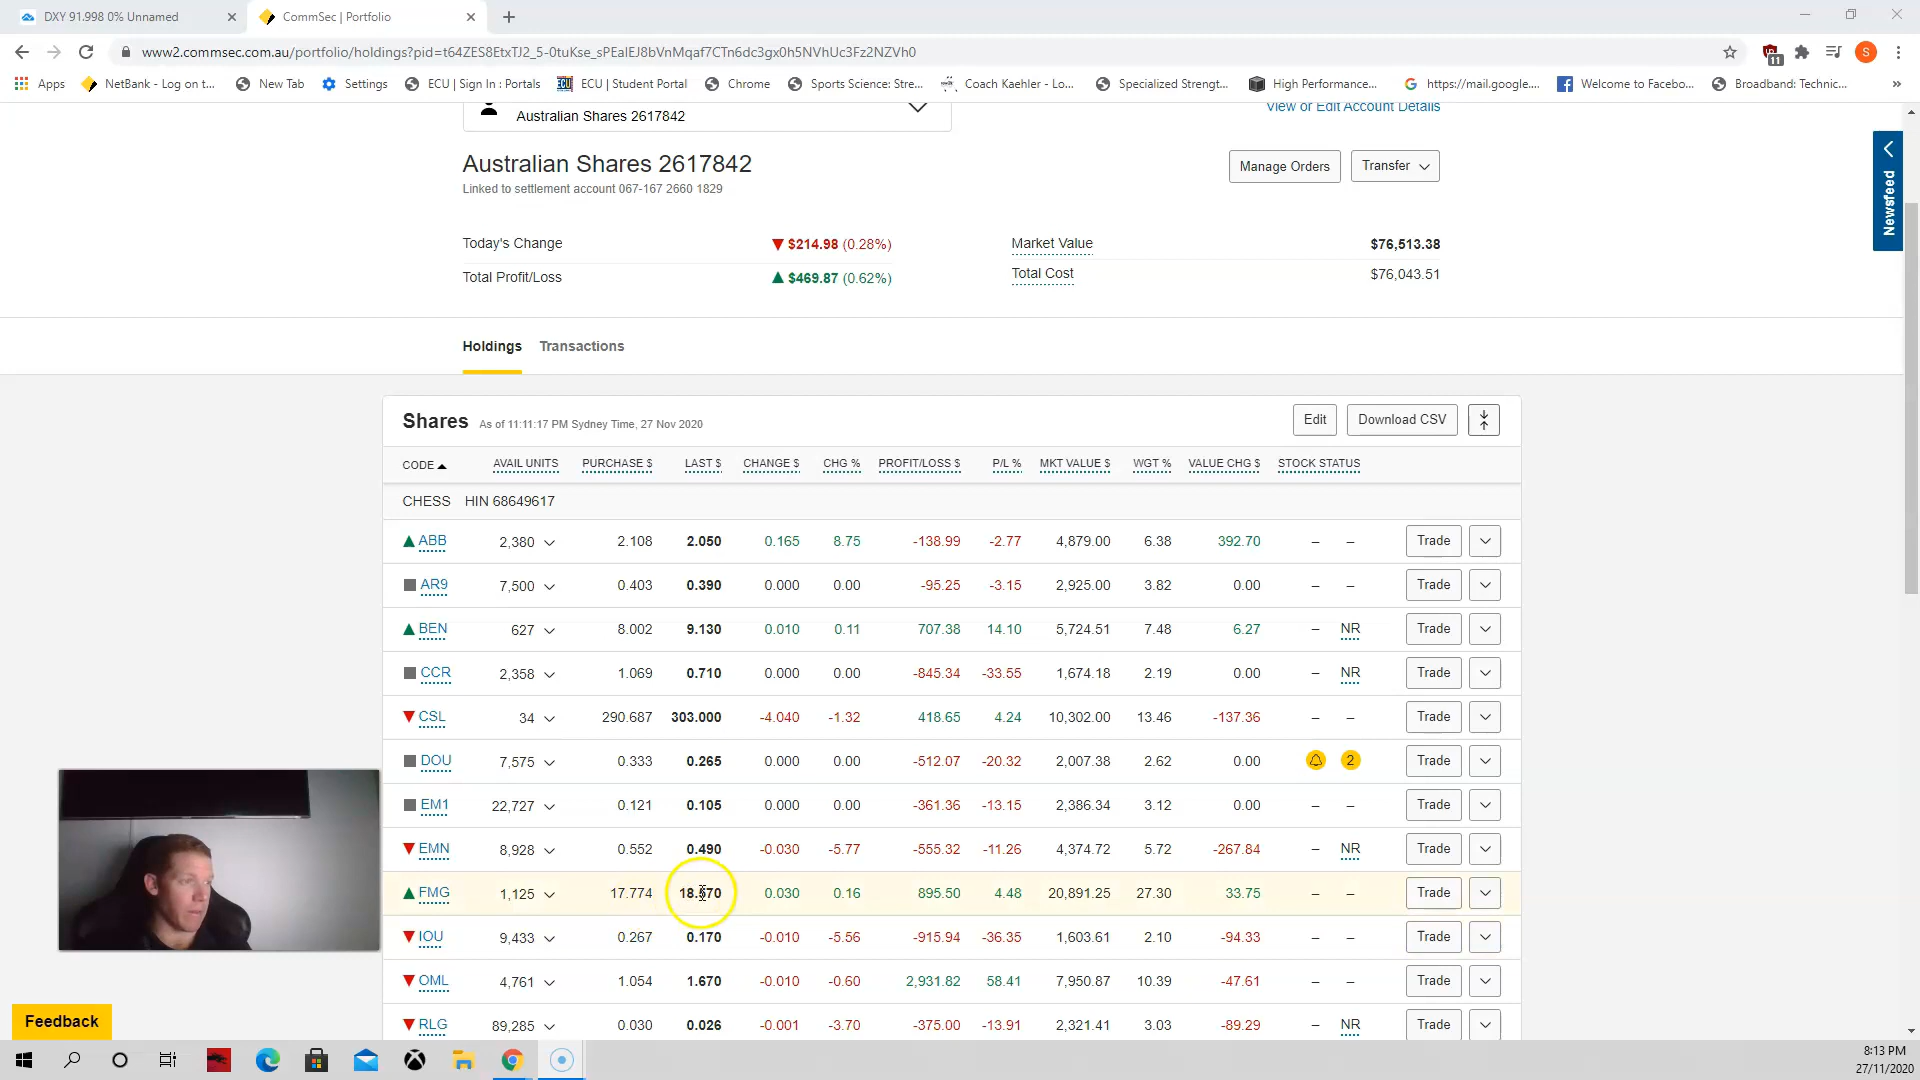 DXY 91.998 0% Unnamed
CommSec | Portfolio
www2.commsec.com.au/portfolio/holdings?pid=t64ZES8EtxTJ2_5-0tuKse_sPEalEJ8bVnMqaf7CTn6dc3gx0h5NVhUc3Fz2NZVh0
11
S
Apps NetBank - Log on t... New Tab Settings ECU | Sign In : Portals ECU | Student Portal Chrome Sports Science: Stre... Coach Kaehler - Lo... Specialized Strengt... High Performance... https://mail.google.... Welcome to Facebo... Broadband: Technic... »
Australian Shares 2617842
View or Edit Account Details
Australian Shares 2617842
Linked to settlement account 067-167 2660 1829
Manage Orders Transfer
Newsfeed
Today's Change $214.98 (0.28%) Market Value $76,513.38
Total Profit/Loss $469.87 (0.62%) Total Cost $76,043.51
Holdings Transactions
Shares As of 11:11:17 PM Sydney Time, 27 Nov 2020 Edit Download CSV
CODE AVAIL UNITS PURCHASE $ LAST $ CHANGE $ CHG % PROFIT/LOSS $ P/L % MKT VALUE $ WGT % VALUE CHG $ STOCK STATUS
CHESS HIN 68649617
ABB 2,380 2.108 2.050 0.165 8.75 -138.99 -2.77 4,879.00 6.38 392.70 – – Trade
AR9 7,500 0.403 0.390 0.000 0.00 -95.25 -3.15 2,925.00 3.82 0.00 – – Trade
BEN 627 8.002 9.130 0.010 0.11 707.38 14.10 5,724.51 7.48 6.27 – NR Trade
CCR 2,358 1.069 0.710 0.000 0.00 -845.34 -33.55 1,674.18 2.19 0.00 – NR Trade
CSL 34 290.687 303.000 -4.040 -1.32 418.65 4.24 10,302.00 13.46 -137.36 – – Trade
DOU 7,575 0.333 0.265 0.000 0.00 -512.07 -20.32 2,007.38 2.62 0.00 2 Trade
EM1 22,727 0.121 0.105 0.000 0.00 -361.36 -13.15 2,386.34 3.12 0.00 – – Trade
EMN 8,928 0.552 0.490 -0.030 -5.77 -555.32 -11.26 4,374.72 5.72 -267.84 – NR Trade
FMG 1,125 17.774 18.570 0.030 0.16 895.50 4.48 20,891.25 27.30 33.75 – – Trade
IOU 9,433 0.267 0.170 -0.010 -5.56 -915.94 -36.35 1,603.61 2.10 -94.33 – – Trade
OML 4,761 1.054 1.670 -0.010 -0.60 2,931.82 58.41 7,950.87 10.39 -47.61 – – Trade
RLG 89,285 0.030 0.026 -0.001 -3.70 -375.00 -13.91 2,321.41 3.03 -89.29 – NR Trade
Feedback
8:13 PM
27/11/2020